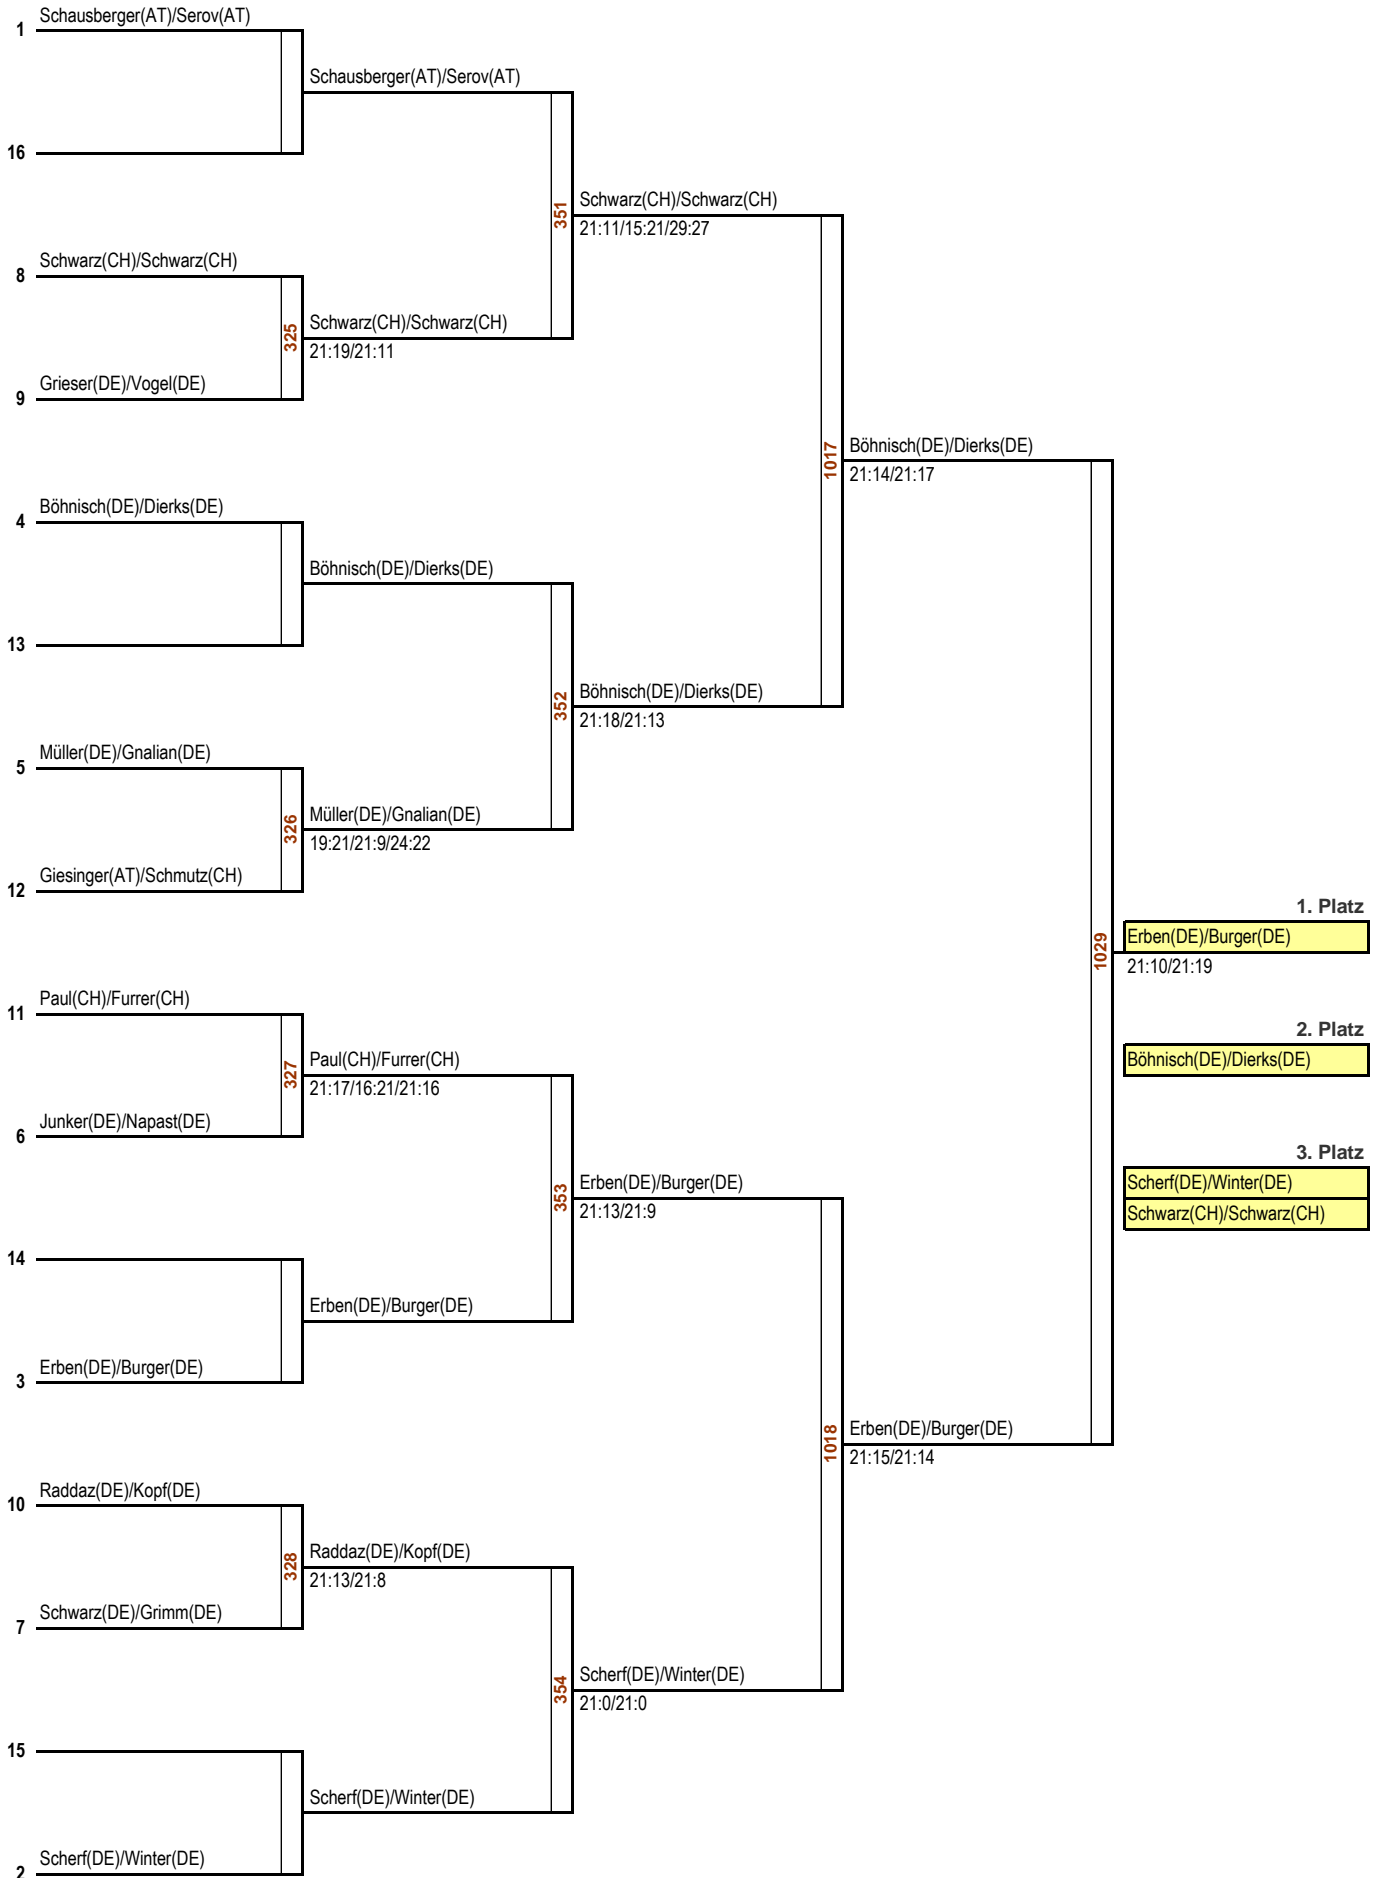 Schausberger(AT)/Serov(AT)
1
Schausberger(AT)/Serov(AT)
16
351
Schwarz(CH)/Schwarz(CH)
21:11/15:21/29:27
Schwarz(CH)/Schwarz(CH)
8
325
Schwarz(CH)/Schwarz(CH)
21:19/21:11
Grieser(DE)/Vogel(DE)
9
1017
Böhnisch(DE)/Dierks(DE)
21:14/21:17
Böhnisch(DE)/Dierks(DE)
4
Böhnisch(DE)/Dierks(DE)
13
352
Böhnisch(DE)/Dierks(DE)
21:18/21:13
Müller(DE)/Gnalian(DE)
5
326
Müller(DE)/Gnalian(DE)
19:21/21:9/24:22
Giesinger(AT)/Schmutz(CH)
12
1. Platz
1029
Erben(DE)/Burger(DE)
21:10/21:19
Paul(CH)/Furrer(CH)
11
2. Platz
Böhnisch(DE)/Dierks(DE)
327
Paul(CH)/Furrer(CH)
21:17/16:21/21:16
Junker(DE)/Napast(DE)
6
3. Platz
Scherf(DE)/Winter(DE)
Schwarz(CH)/Schwarz(CH)
353
Erben(DE)/Burger(DE)
21:13/21:9
14
Erben(DE)/Burger(DE)
Erben(DE)/Burger(DE)
3
1018
Erben(DE)/Burger(DE)
21:15/21:14
Raddaz(DE)/Kopf(DE)
10
328
Raddaz(DE)/Kopf(DE)
21:13/21:8
Schwarz(DE)/Grimm(DE)
7
354
Scherf(DE)/Winter(DE)
21:0/21:0
15
Scherf(DE)/Winter(DE)
Scherf(DE)/Winter(DE)
2